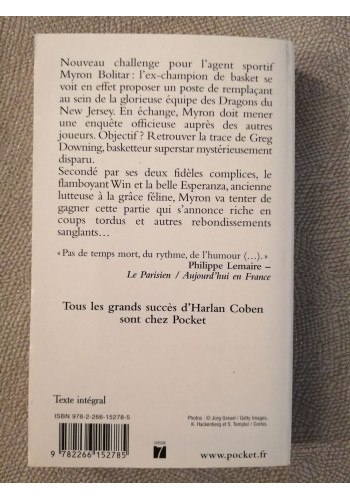 Nouveau challenge pour l'agent sportif
Myron Bolitar : l'ex-champion de basket se
voit en effet proposer un poste de remplaçant
au sein de la glorieuse équipe des Dragons du
New Jersey. En échange, Myron doit mener
une enquête officieuse auprès des autres
joueurs. Objectif ? Retrouver la trace de Greg
Downing, basketteur superstar mystérieusement
disparu.
Secondé par ses deux fidèles complices, le
flamboyant Win et la belle Esperanza, ancienne
lutteuse à la grâce féline, Myron va tenter de
gagner cette partie qui s'annonce riche en
coups tordus et autres rebondissements
sanglants...
« Pas de temps mort, du rythme, de l'humour (...). »
Philippe Lemaire –
Le Parisien / Aujourd'hui en France
Tous les grands succès d'Harlan Coben
sont chez Pocket
Texte intégral
ISBN 978-2-266-15278-5
9 782266 152785
Photos : © Jorg Greuel / Getty Images,
K. Hackenberg et S. Templer / Corbis.
www.pocket.fr